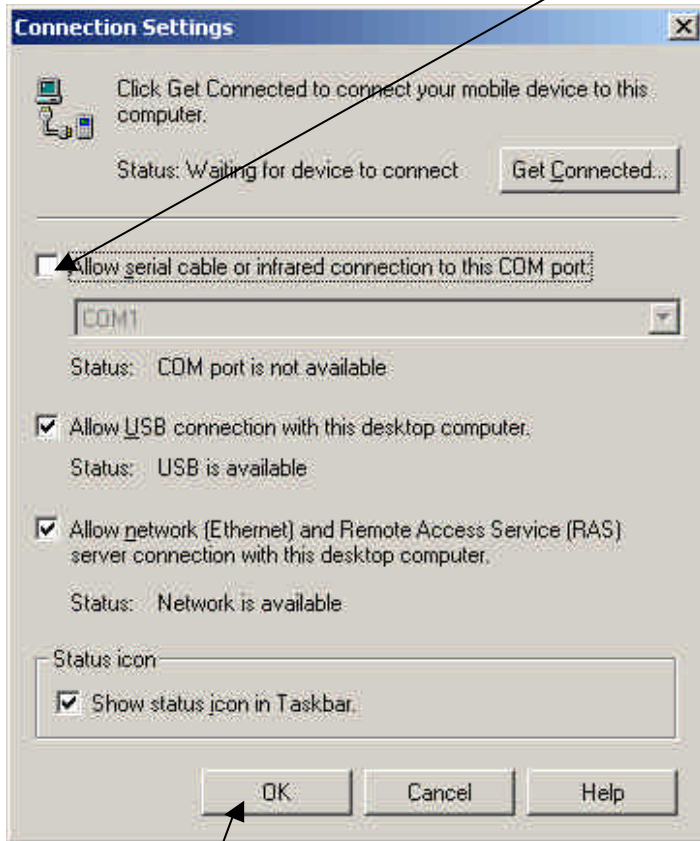 Connection Settings
Click Get Connected to connect your mobile device to this
computer.
Status: Waiting for device to connect
Get Connected...
Allow serial cable or infrared connection to this COM port:
COM1
Status: COM port is not available
Allow USB connection with this desktop computer.
Status: USB is available
Allow network (Ethernet) and Remote Access Service (RAS)
server connection with this desktop computer.
Status: Network is available
Status icon
Show status icon in Taskbar.
OK Cancel Help